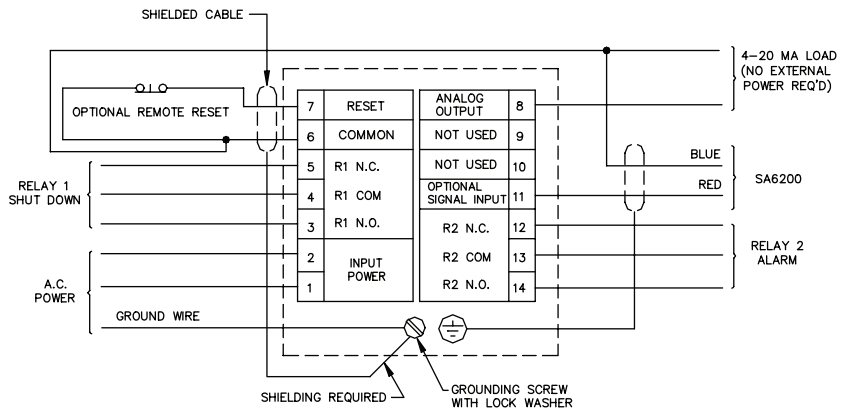 SHIELDED CABLE
4-20 MA LOAD
(NO EXTERNAL
POWER REQ'D)
OPTIONAL REMOTE RESET
7 RESET
ANALOG
OUTPUT 8
6 COMMON
NOT USED 9
5 R1 N.C.
NOT USED 10
BLUE
RELAY 1
SHUT DOWN
4 R1 COM
OPTIONAL
SIGNAL INPUT 11
RED
SA6200
3 R1 N.O.
R2 N.C. 12
2
INPUT
POWER
1
R2 COM 13
R2 N.O. 14
RELAY 2
ALARM
A.C.
POWER
GROUND WIRE
SHIELDING REQUIRED
GROUNDING SCREW
WITH LOCK WASHER